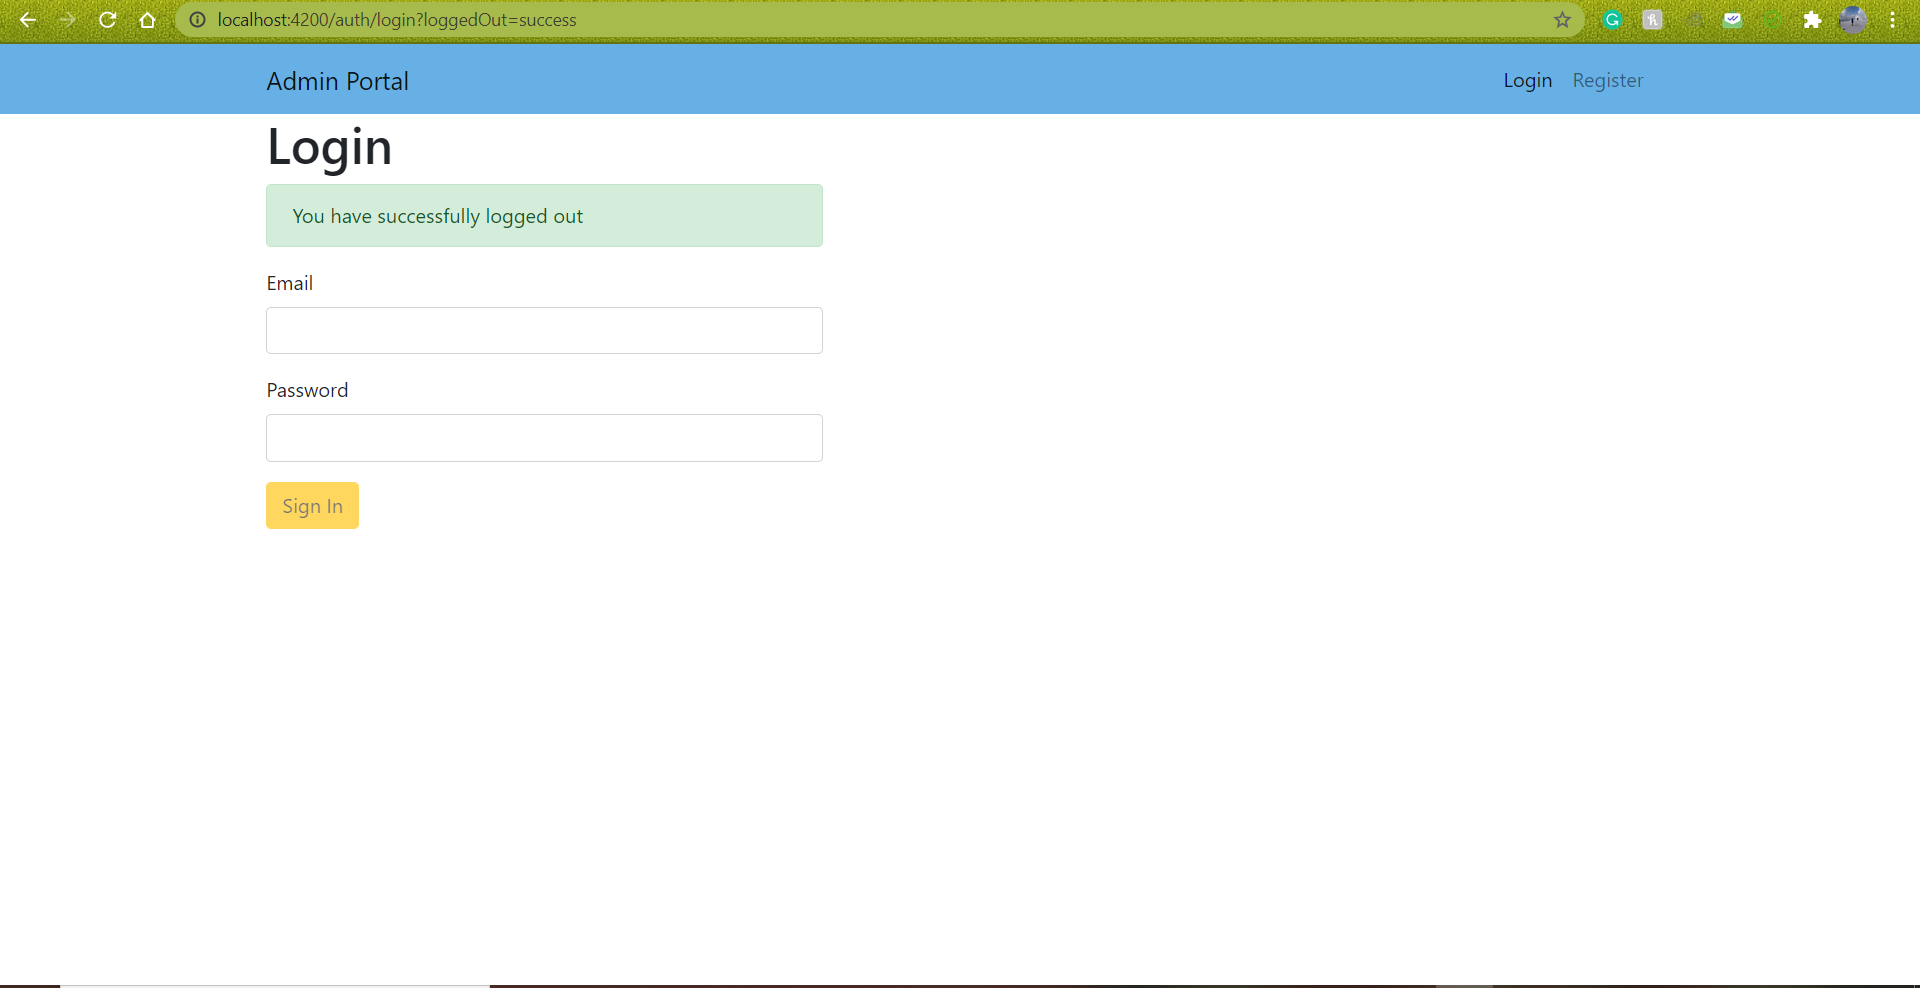 localhost:4200/auth/login?loggedOut=success
Admin Portal
Login Register
Login
You have successfully logged out
Email
Password
Sign In